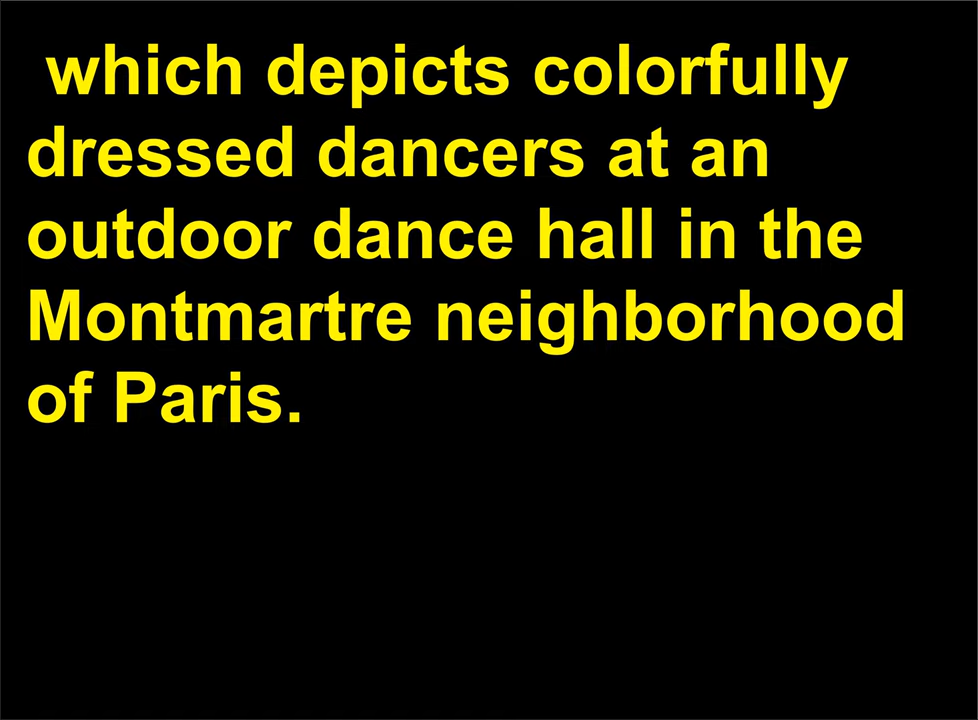 which depicts colorfully
dressed dancers at an
outdoor dance hall in the
Montmartre neighborhood
of Paris.